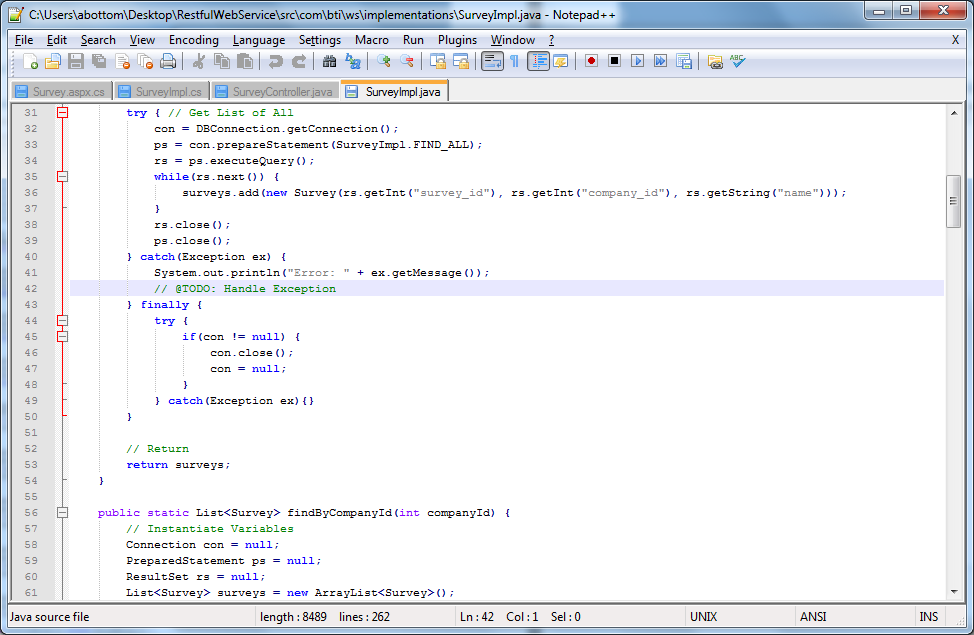 C:\Users\abottom\Desktop\RestfulWebService\src\com\bti\ws\implementations\SurveyImpl.java - Notepad++
File Edit Search View Encoding Language Settings Macro Run Plugins Window ? X
ABC
Survey.aspx.cs SurveyImpl.cs SurveyController.java SurveyImpl.java
31 try { // Get List of All
32 con = DBConnection.getConnection();
33 ps = con.prepareStatement(SurveyImpl.FIND_ALL);
34 rs = ps.executeQuery();
35 while(rs.next()) {
36 surveys.add(new Survey(rs.getInt("survey_id"), rs.getInt("company_id"), rs.getString("name")));
37 }
38 rs.close();
39 ps.close();
40 } catch(Exception ex) {
41 System.out.println("Error: " + ex.getMessage());
42 // @TODO: Handle Exception
43 } finally {
44 try {
45 if(con != null) {
46 con.close();
47 con = null;
48 }
49 } catch(Exception ex){}
50 }
51
52 // Return
53 return surveys;
54 }
55
56 public static List<Survey> findByCompanyId(int companyId) {
57 // Instantiate Variables
58 Connection con = null;
59 PreparedStatement ps = null;
60 ResultSet rs = null;
61 List<Survey> surveys = new ArrayList<Survey>();
Java source file length : 8489 lines : 262 Ln : 42 Col : 1 Sel : 0 UNIX ANSI INS